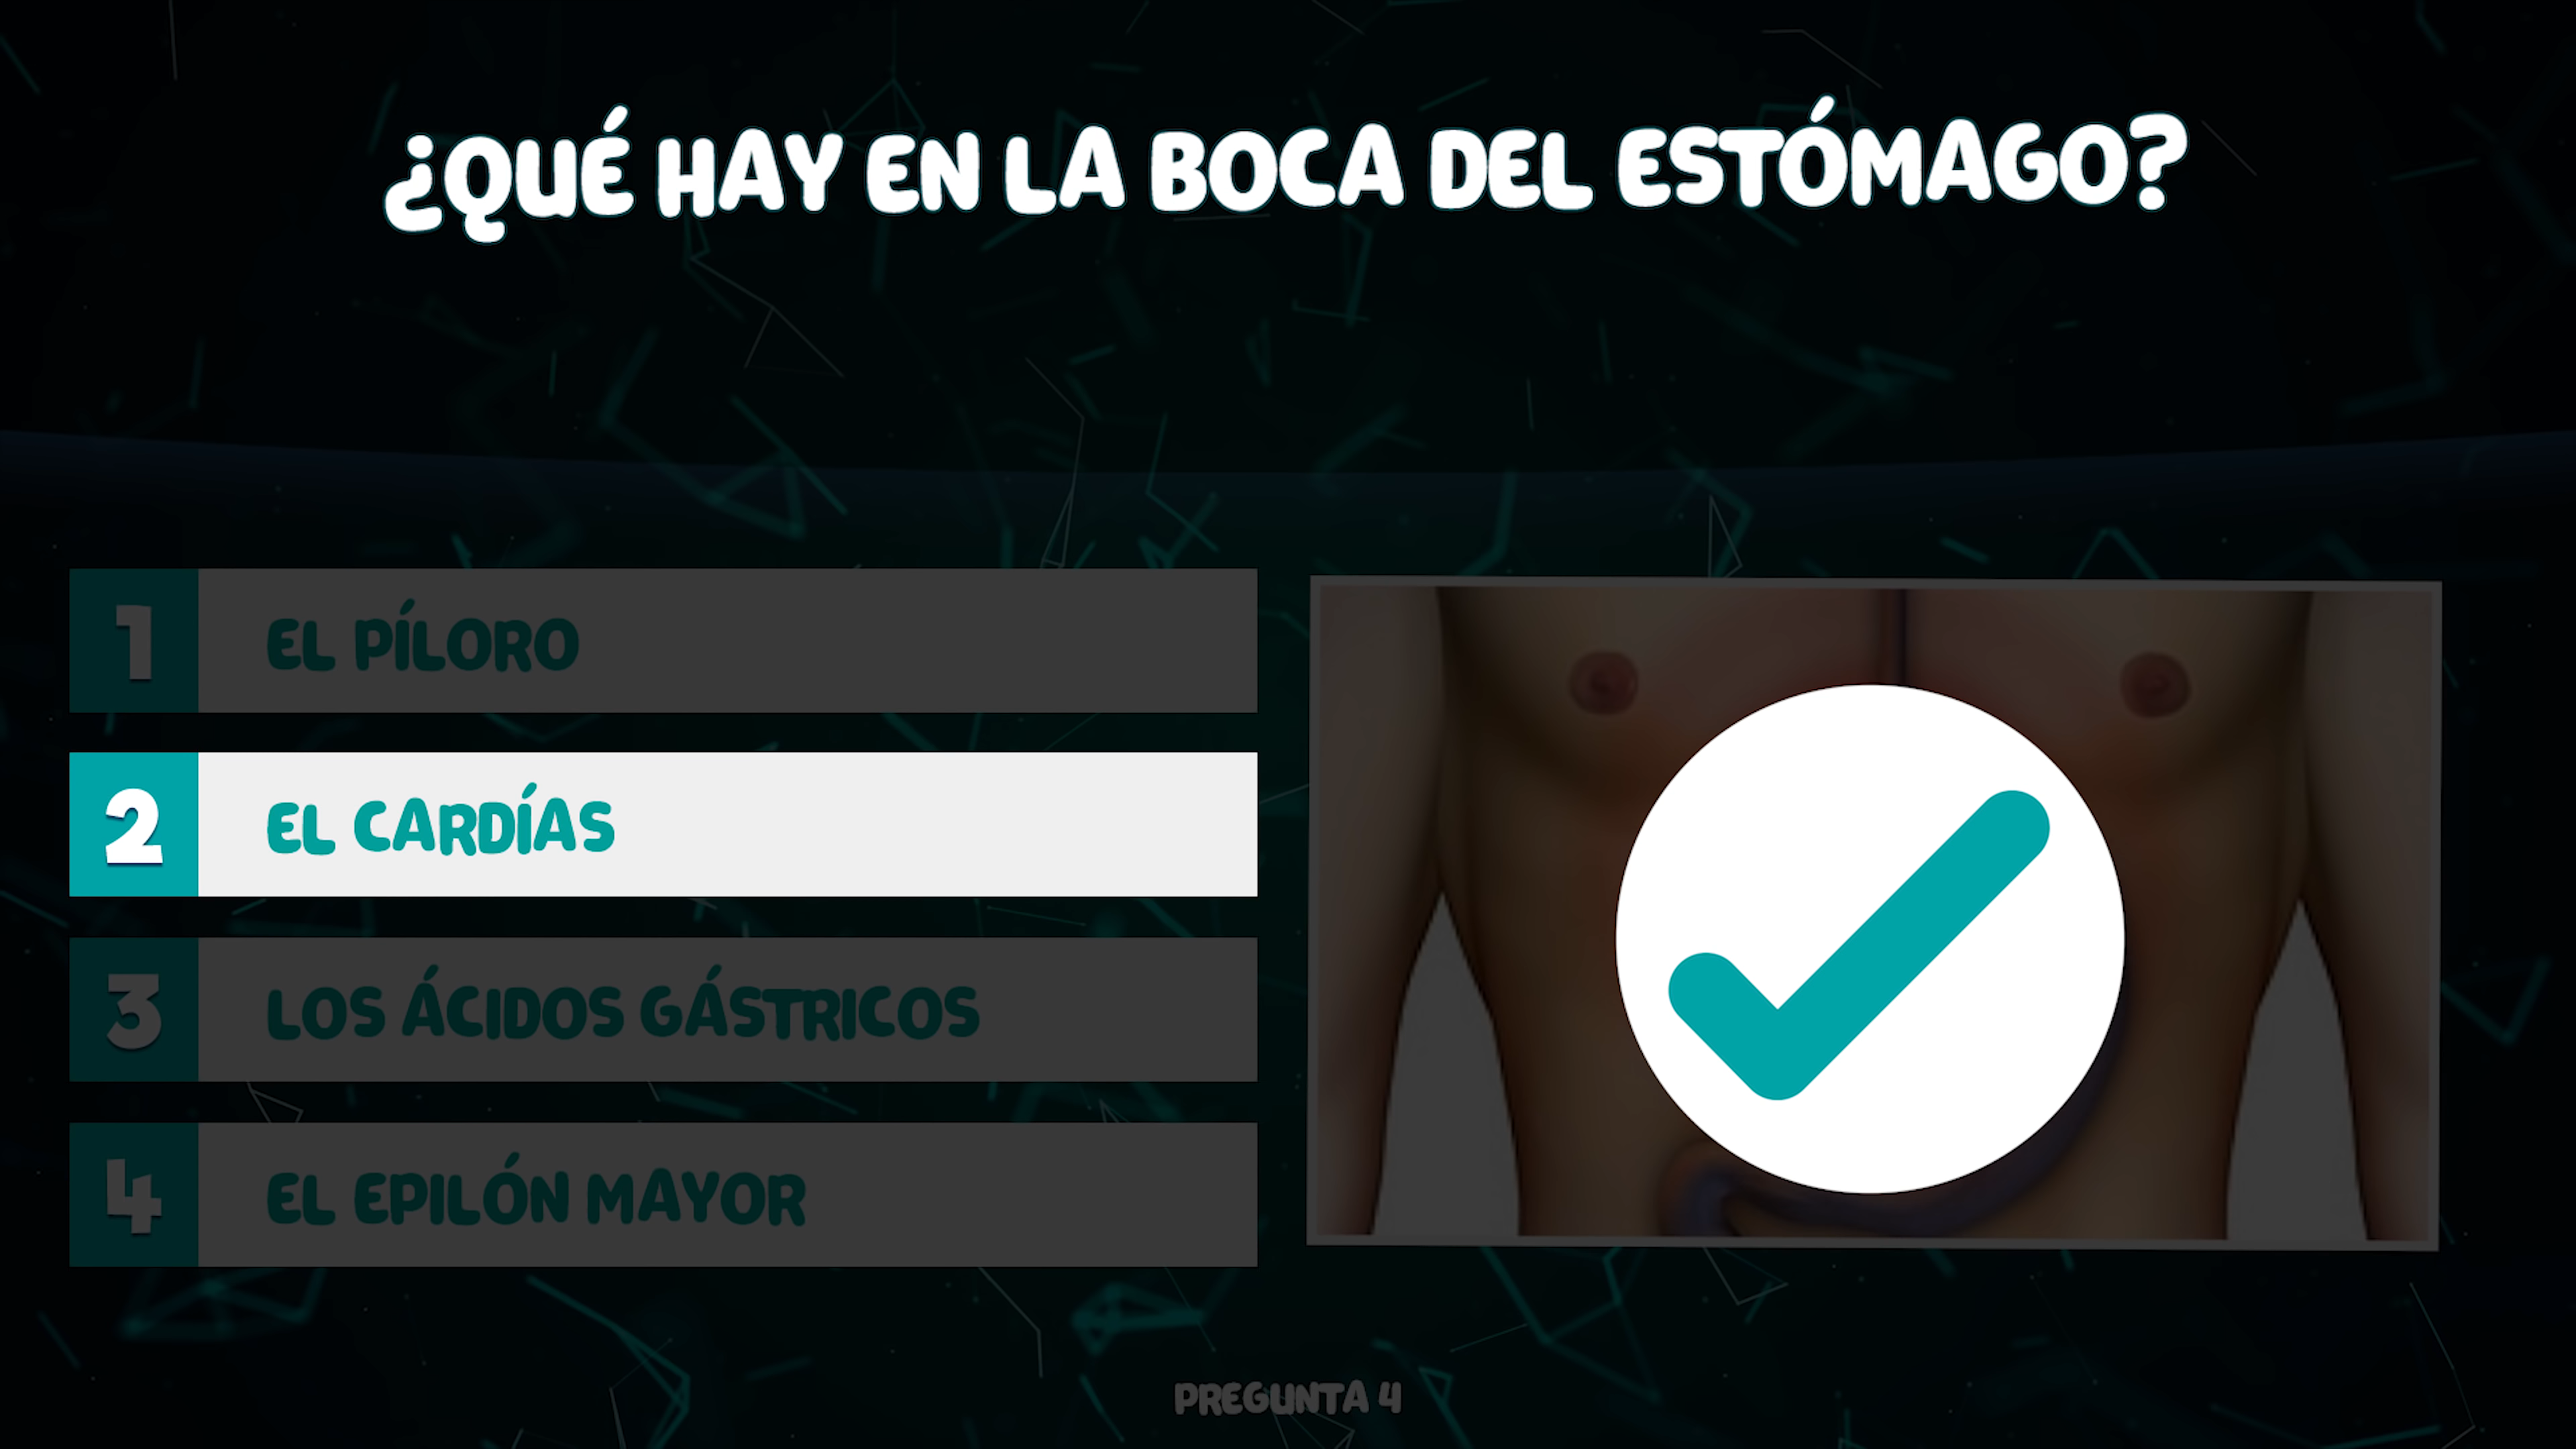 ¿QUÉ HAY EN LA BOCA DEL ESTÓMAGO?
1 EL PÍLORO
2 EL CARDÍAS
3 LOS ÁCIDOS GÁSTRICOS
4 EL EPILÓN MAYOR
PREGUNTA 4